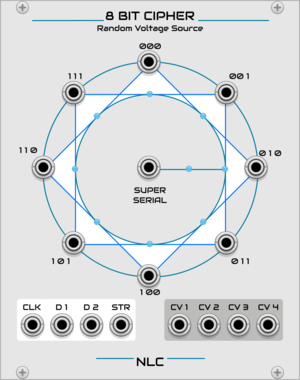 8 BIT CIPHER
Random Voltage Source
000
111
001
110
010
SUPER
SERIAL
101
011
100
CLK D 1 D 2 STR
CV 1 CV 2 CV 3 CV 4
NLC